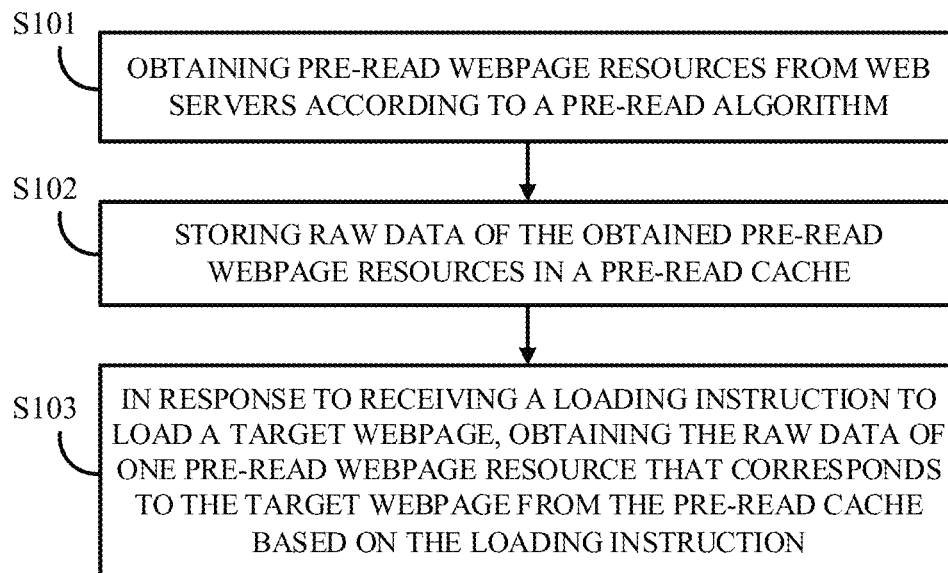 S101
OBTAINING PRE-READ WEBPAGE RESOURCES FROM WEB
SERVERS ACCORDING TO A PRE-READ ALGORITHM
S102
STORING RAW DATA OF THE OBTAINED PRE-READ
WEBPAGE RESOURCES IN A PRE-READ CACHE
S103
IN RESPONSE TO RECEIVING A LOADING INSTRUCTION TO
LOAD A TARGET WEBPAGE, OBTAINING THE RAW DATA OF
ONE PRE-READ WEBPAGE RESOURCE THAT CORRESPONDS
TO THE TARGET WEBPAGE FROM THE PRE-READ CACHE
BASED ON THE LOADING INSTRUCTION